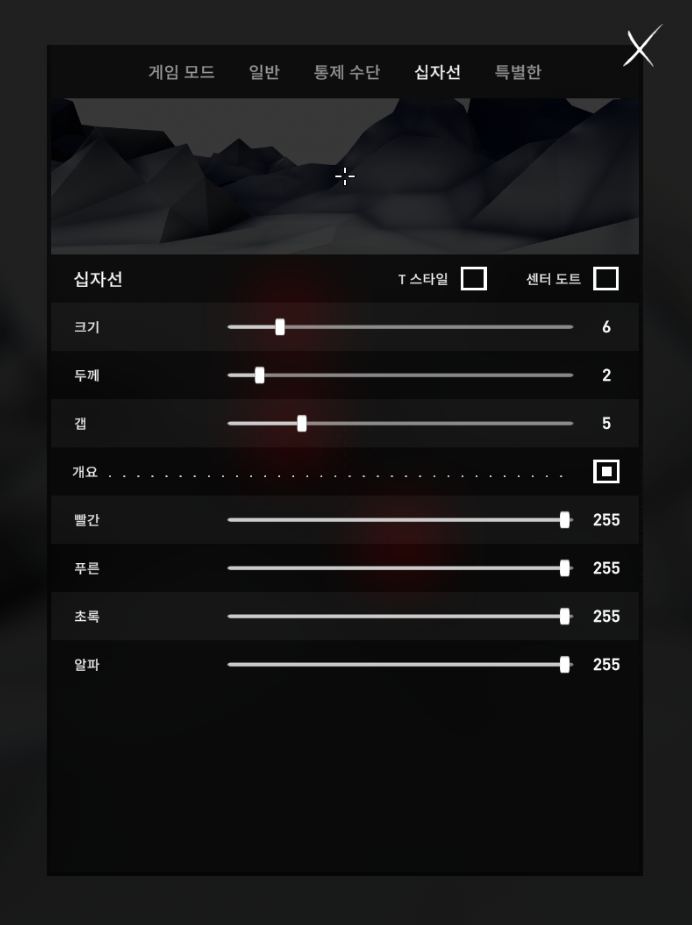 게임 모드 일반 통제 수단 십자선 특별한
십자선 T 스타일 센터 도트
크기 6
두께 2
갭 5
개요 . . . . . . . . . . . . . . . . . . . . . . . . . . . . . . . . .
빨간 255
푸른 255
초록 255
알파 255